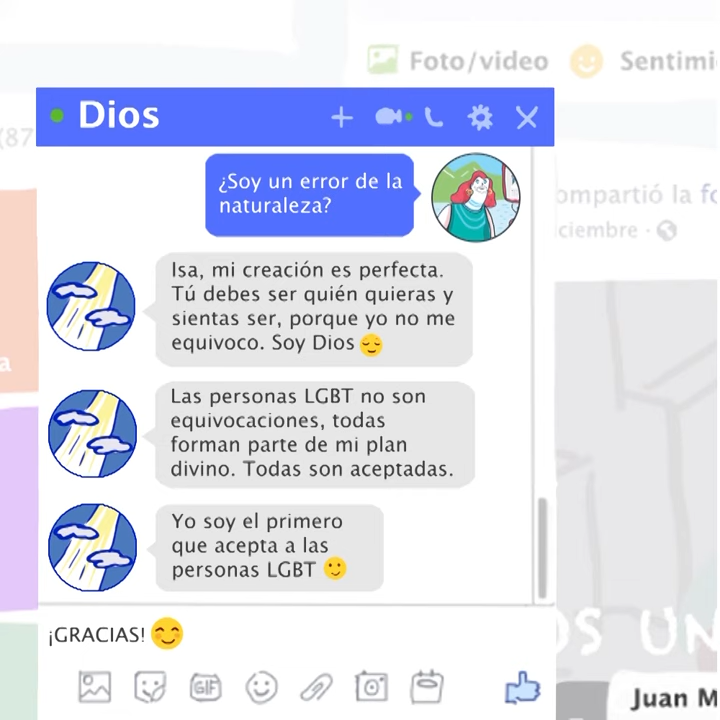 Foto/video
Dios
(87
¿Soy un error de la
naturaleza?
ompartió la fo
iciembre ·
Isa, mi creación es perfecta.
Tú debes ser quién quieras y
sientas ser, porque yo no me
equivoco. Soy Dios
a
Las personas LGBT no son
equivocaciones, todas
forman parte de mi plan
divino. Todas son aceptadas.
Yo soy el primero
que acepta a las
personas LGBT
¡GRACIAS!
GIF
OS UN
Juan M